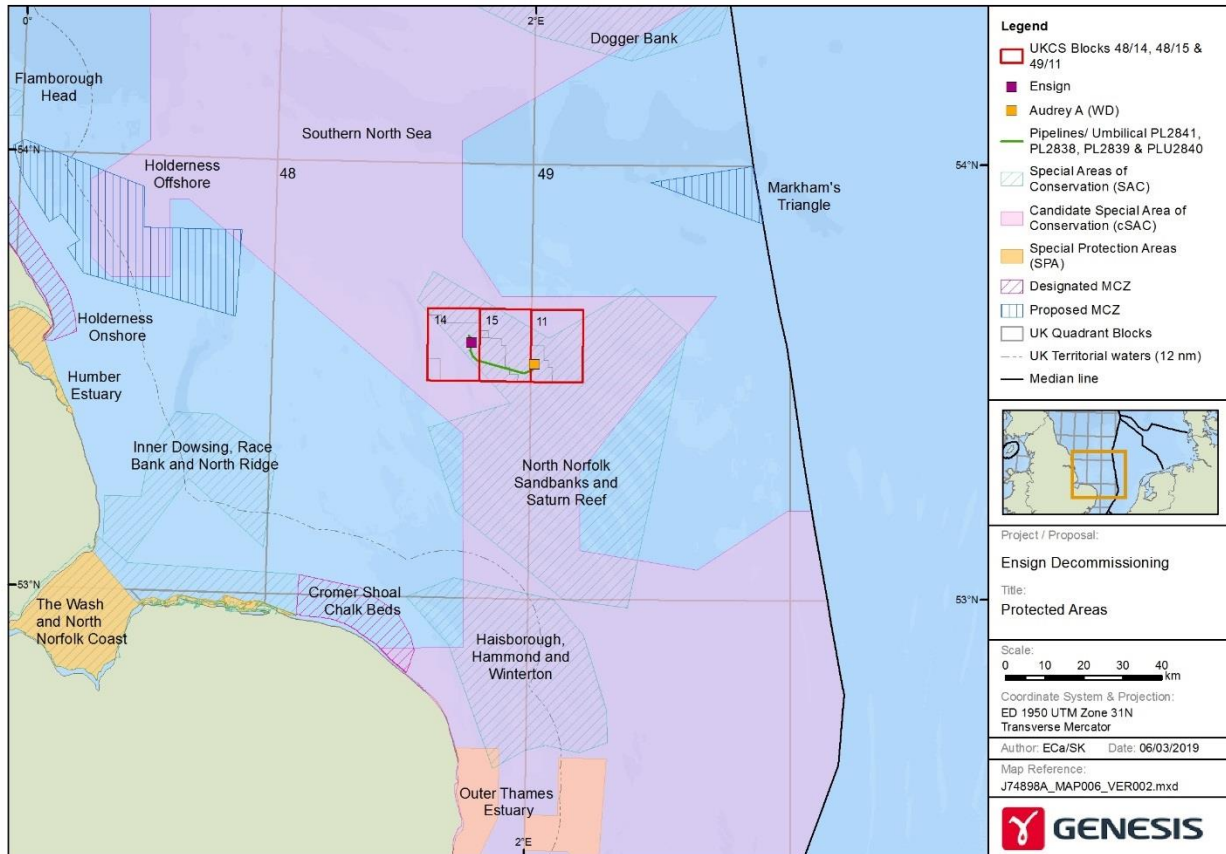 0°
2°E
Dogger Bank
Flamborough
Head
Southern North Sea
54°N
54°N
Holderness
Offshore
48
49
Markham's
Triangle
14
15
11
Holderness
Onshore
Humber
Estuary
Inner Dowsing, Race
Bank and North Ridge
North Norfolk
Sandbanks and
Saturn Reef
53°N
53°N
The Wash
and North
Norfolk Coast
Cromer Shoal
Chalk Beds
Haisborough,
Hammond and
Winterton
Outer Thames
Estuary
2°E
Legend
UKCS Blocks 48/14, 48/15 &
49/11
Ensign
Audrey A (WD)
Pipelines/ Umbilical PL2841,
PL2838, PL2839 & PLU2840
Special Areas of
Conservation (SAC)
Candidate Special Area of
Conservation (cSAC)
Special Protection Areas
(SPA)
Designated MCZ
Proposed MCZ
UK Quadrant Blocks
UK Territorial waters (12 nm)
Median line
Project / Proposal:
Ensign Decommissioning
Title:
Protected Areas
Scale:
0 10 20 30 40
km
Coordinate System & Projection:
ED 1950 UTM Zone 31N
Transverse Mercator
Author: ECa/SK Date: 06/03/2019
Map Reference:
J74898A_MAP006_VER002.mxd
GENESIS